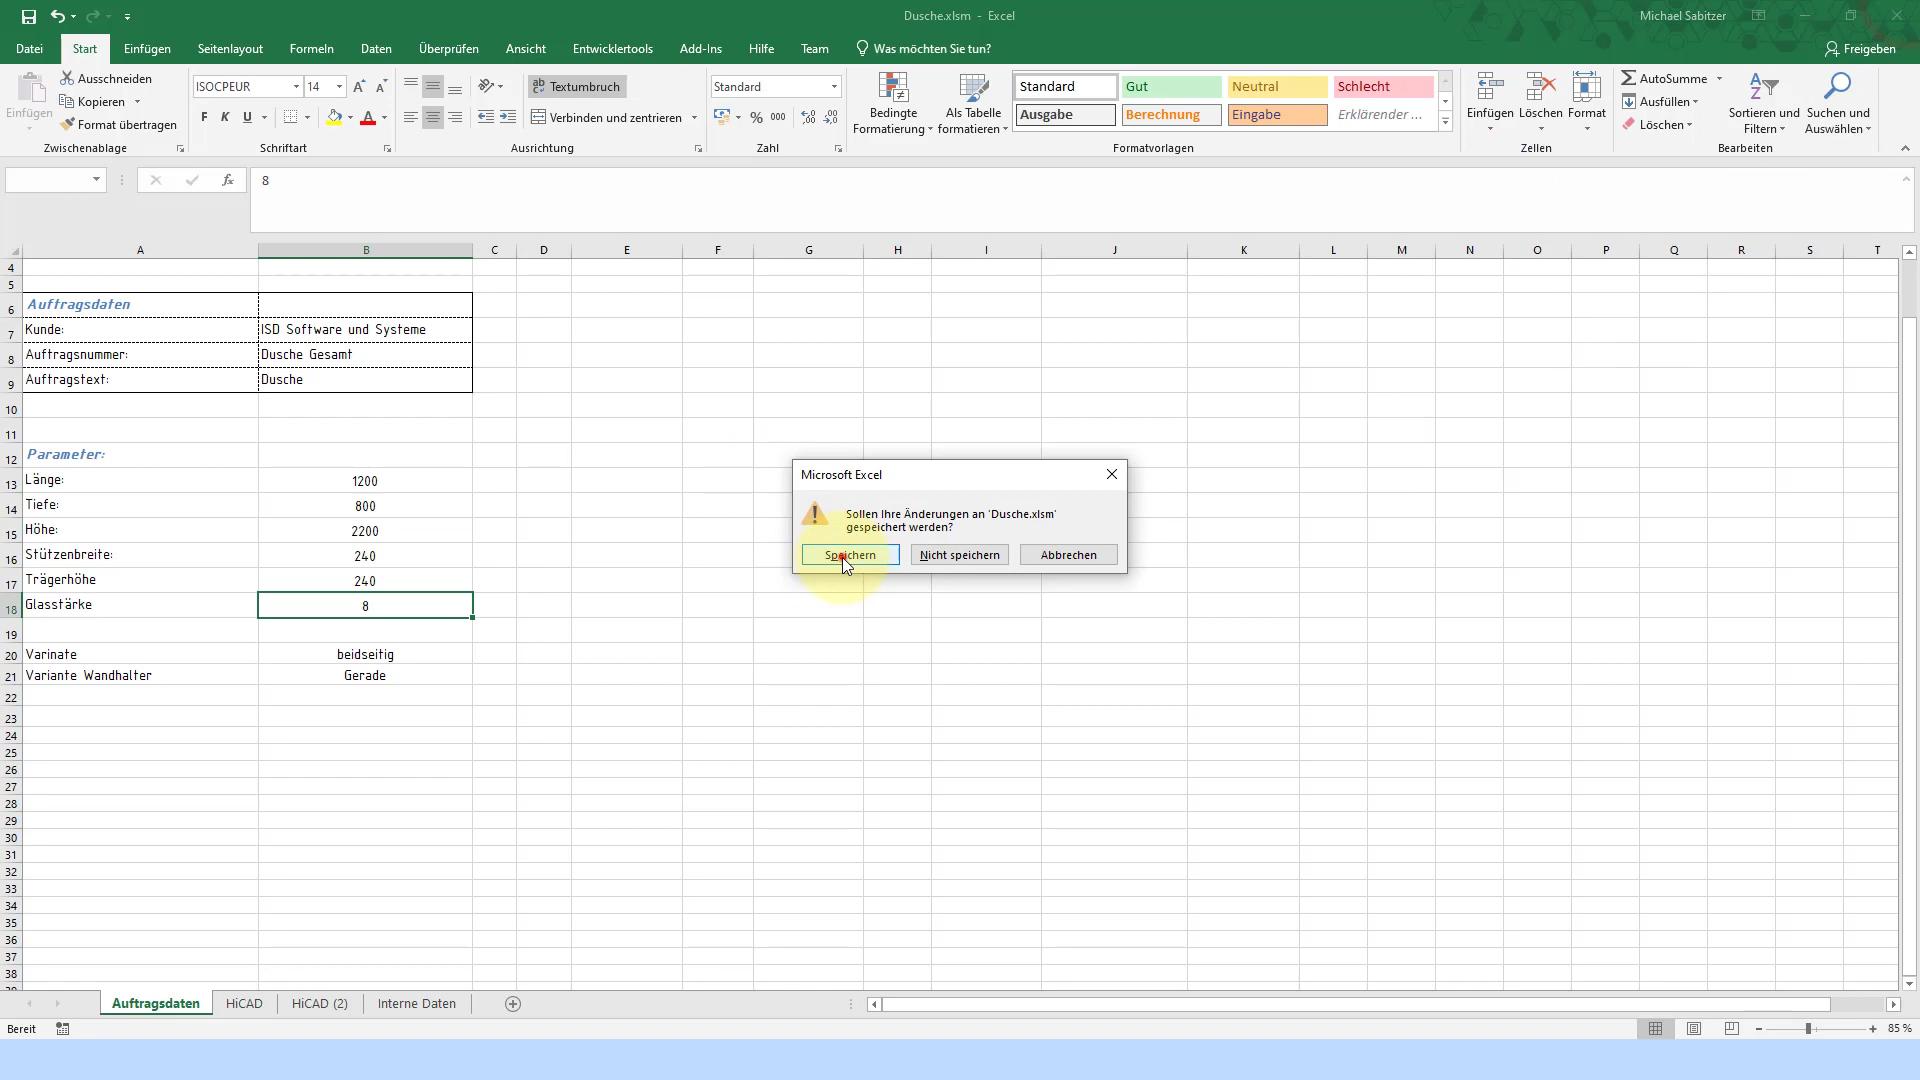 Dusche.xlsm - Excel
Michael Sabitzer
Datei Start Einfügen Seitenlayout Formeln Daten Überprüfen Ansicht Entwicklertools Add-Ins Hilfe Team Was möchten Sie tun? Freigeben
Einfügen
Ausschneiden
Kopieren
Format übertragen
Zwischenablage
ISOCPEUR 14
F K U
Schriftart
Textumbruch
Verbinden und zentrieren
Ausrichtung
Standard
% 000
Zahl
Bedingte
Formatierung
Als Tabelle
formatieren
Standard Gut Neutral Schlecht
Ausgabe Berechnung Eingabe Erklärender ...
Formatvorlagen
Einfügen Löschen Format
Zellen
AutoSumme
Ausfüllen
Löschen
Sortieren und
Filtern
Suchen und
Auswählen
Bearbeiten
fx 8
A B C D E F G H I J K L M N O P Q R S T
4
5
6 Auftragsdaten
7 Kunde: ISD Software und Systeme
8 Auftragsnummer: Dusche Gesamt
9 Auftragstext: Dusche
10
11
12 Parameter:
13 Länge: 1200
14 Tiefe: 800
15 Höhe: 2200
16 Stützenbreite: 240
17 Trägerhöhe 240
18 Glasstärke 8
19
20 Varinate beidseitig
21 Variante Wandhalter Gerade
22
23
24
25
26
27
28
29
30
31
32
33
34
35
36
37
38
Microsoft Excel
Sollen Ihre Änderungen an 'Dusche.xlsm'
gespeichert werden?
Speichern Nicht speichern Abbrechen
Auftragsdaten HiCAD HiCAD (2) Interne Daten
Bereit
85 %